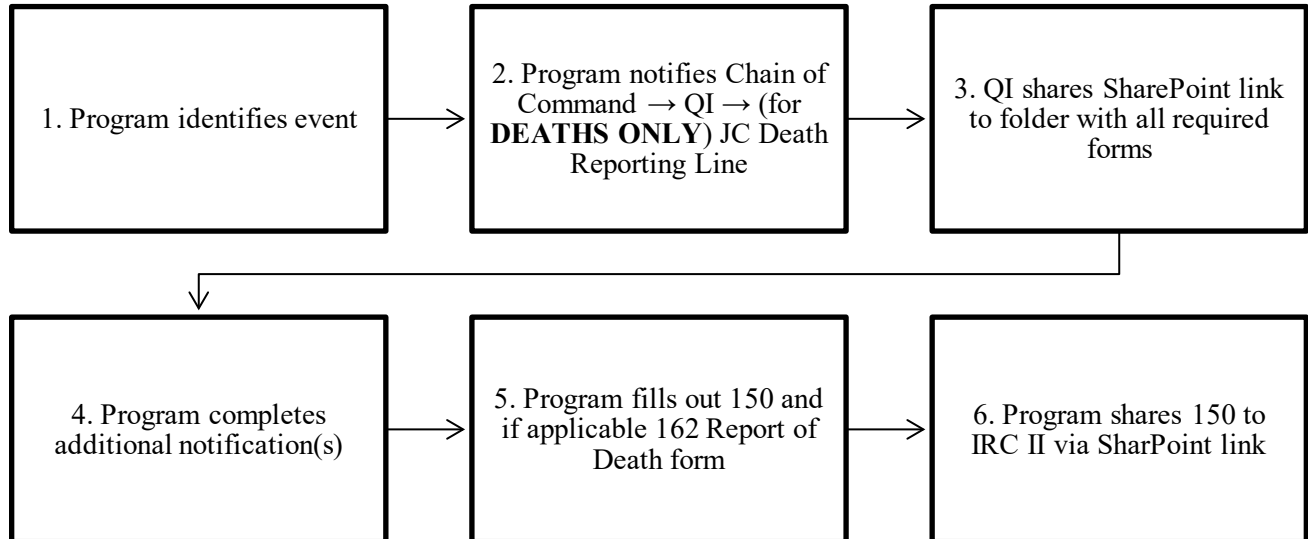 1. Program identifies event
2. Program notifies Chain of
Command → QI → (for
DEATHS ONLY) JC Death
Reporting Line
3. QI shares SharePoint link
to folder with all required
forms
4. Program completes
additional notification(s)
5. Program fills out 150 and
if applicable 162 Report of
Death form
6. Program shares 150 to
IRC II via SharPoint link